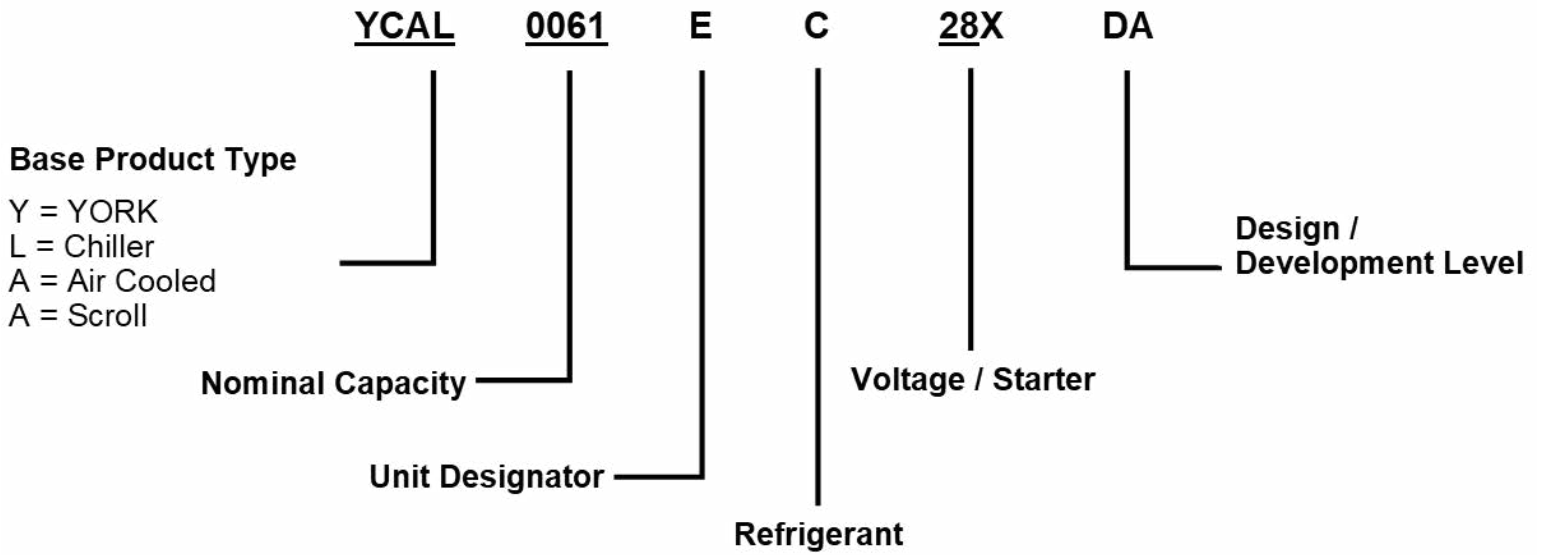 YCAL 0061 E C 28X DA
Base Product Type
Y = YORK
L = Chiller
A = Air Cooled
A = Scroll
Design /
Development Level
Nominal Capacity
Voltage / Starter
Unit Designator
Refrigerant